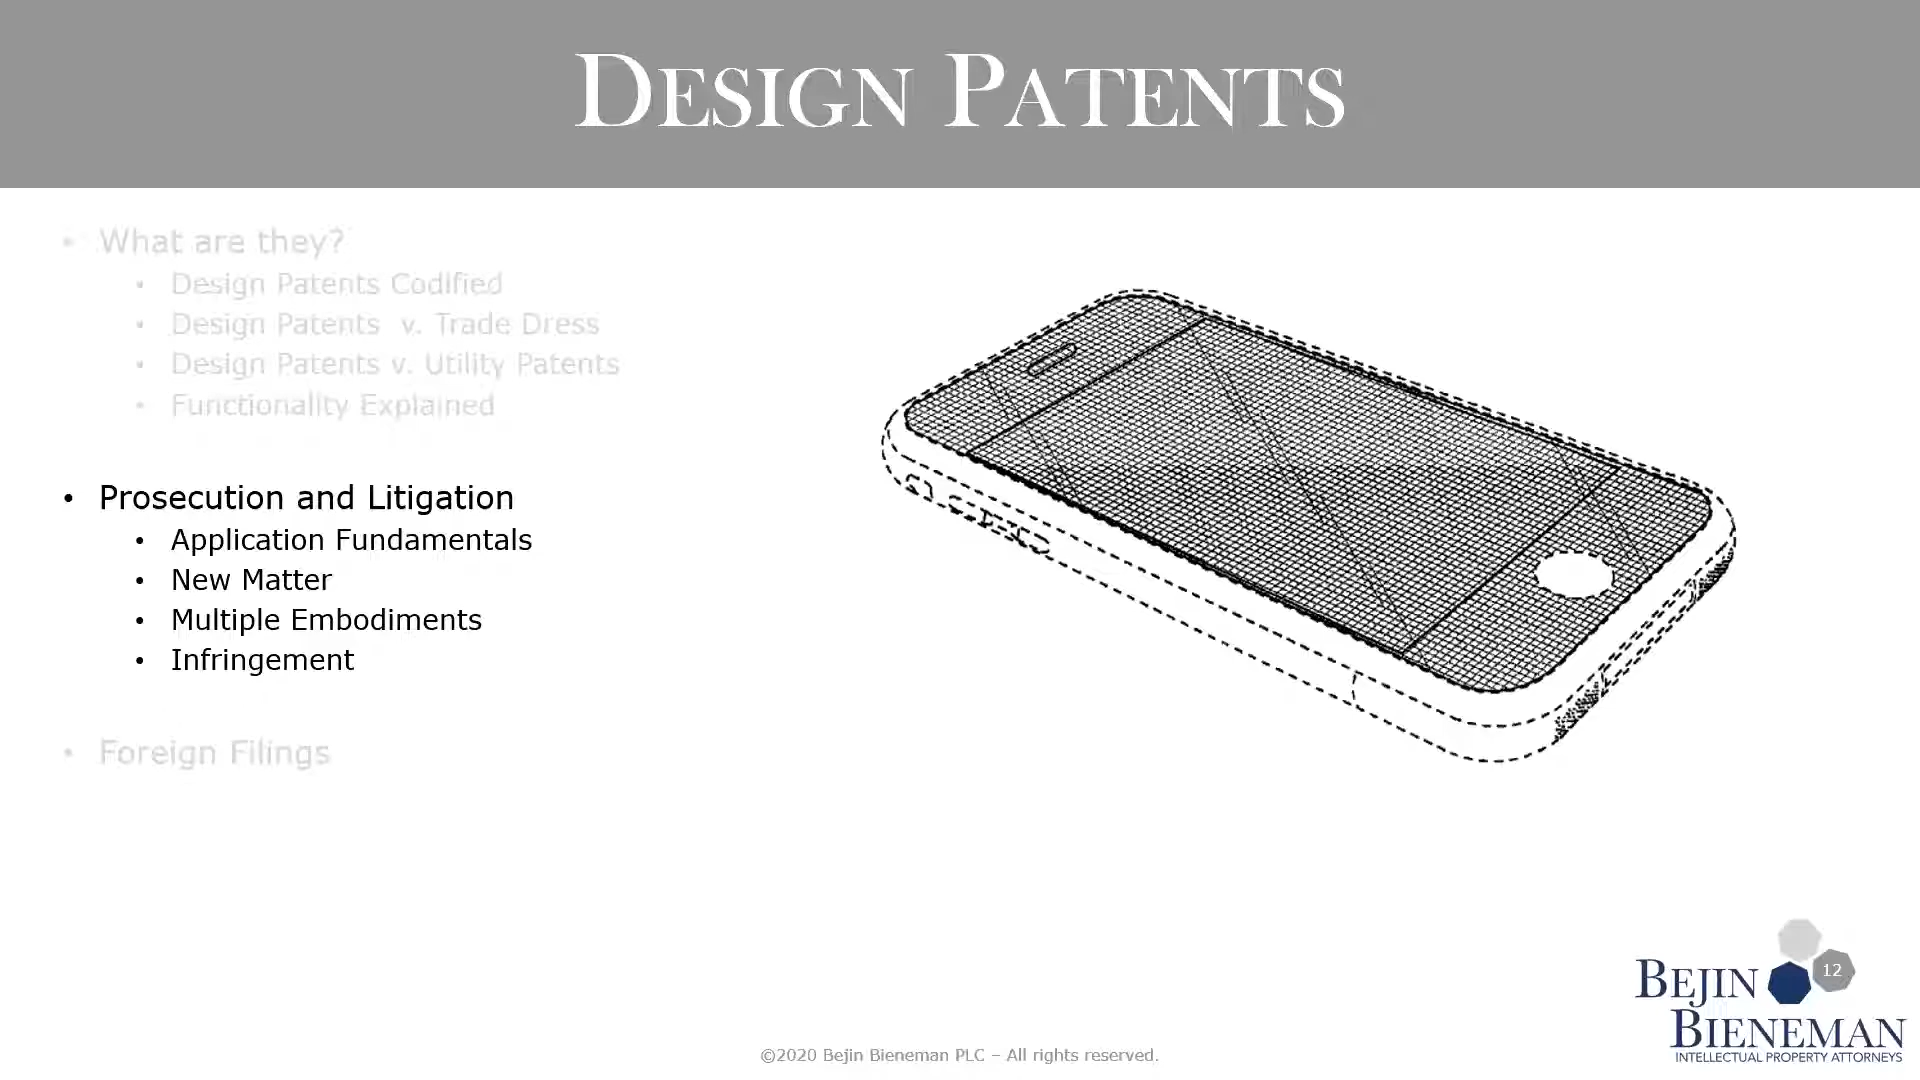 DESIGN PATENTS
• What are they?
• Design Patents Codified
• Design Patents v. Trade Dress
• Design Patents v. Utility Patents
• Functionality Explained
• Prosecution and Litigation
• Application Fundamentals
• New Matter
• Multiple Embodiments
• Infringement
• Foreign Filings
12
BEJIN
BIENEMAN
INTELLECTUAL PROPERTY ATTORNEYS
©2020 Bejin Bieneman PLC – All rights reserved.